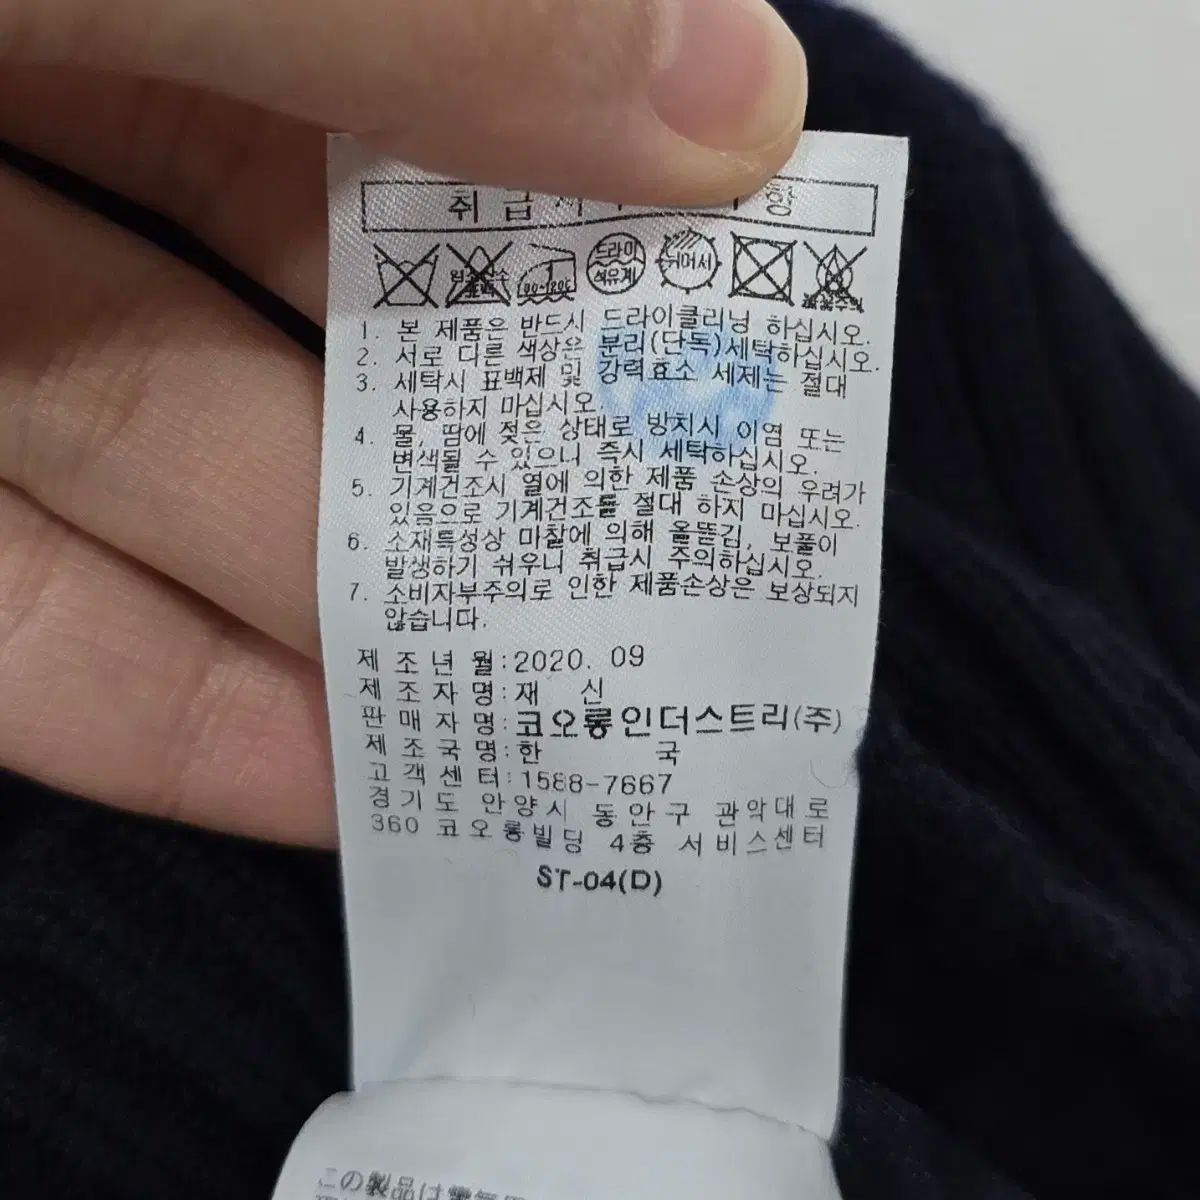 취 급
항
드라이
석유계
뉘어서
1. 본 제품은 반드시 드라이클리닝 하십시오.
2. 서로 다른 색상은 분리(단독)세탁하십시오.
3. 세탁시 표백제 및 강력효소 세제는 절대
사용하지 마십시오.
4. 물, 땀에 젖은 상태로 방치시 이염 또는
변색될 수 있으니 즉시 세탁하십시오.
5. 기계건조시 열에 의한 제품 손상의 우려가
있음으로 기계건조를 절대 하지 마십시오.
6. 소재특성상 마찰에 의해 올뜯김, 보풀이
발생하기 쉬우니 취급시 주의하십시오.
7. 소비자부주의로 인한 제품손상은 보상되지
않습니다.
제 조 년 월:2020. 09
제 조 자 명:재 신
판 매 자 명:코오롱인더스트리(주)
제 조 국 명:한 국
고 객 센 터:1588-7667
경기도 안양시 동안구 관악대로
360 코오롱빌딩 4층 서비스센터
ST-04(D)
この製品は